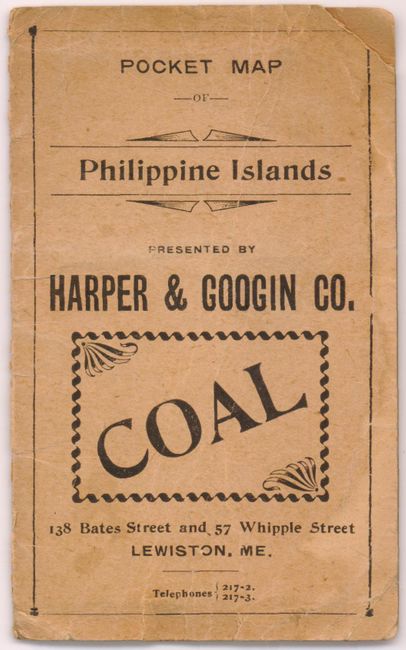 POCKET MAP
—OF—
Philippine Islands
PRESENTED BY
HARPER & GOOGIN CO.
COAL
138 Bates Street and 57 Whipple Street
LEWISTON, ME.
Telephones { 217-2.
217-3.